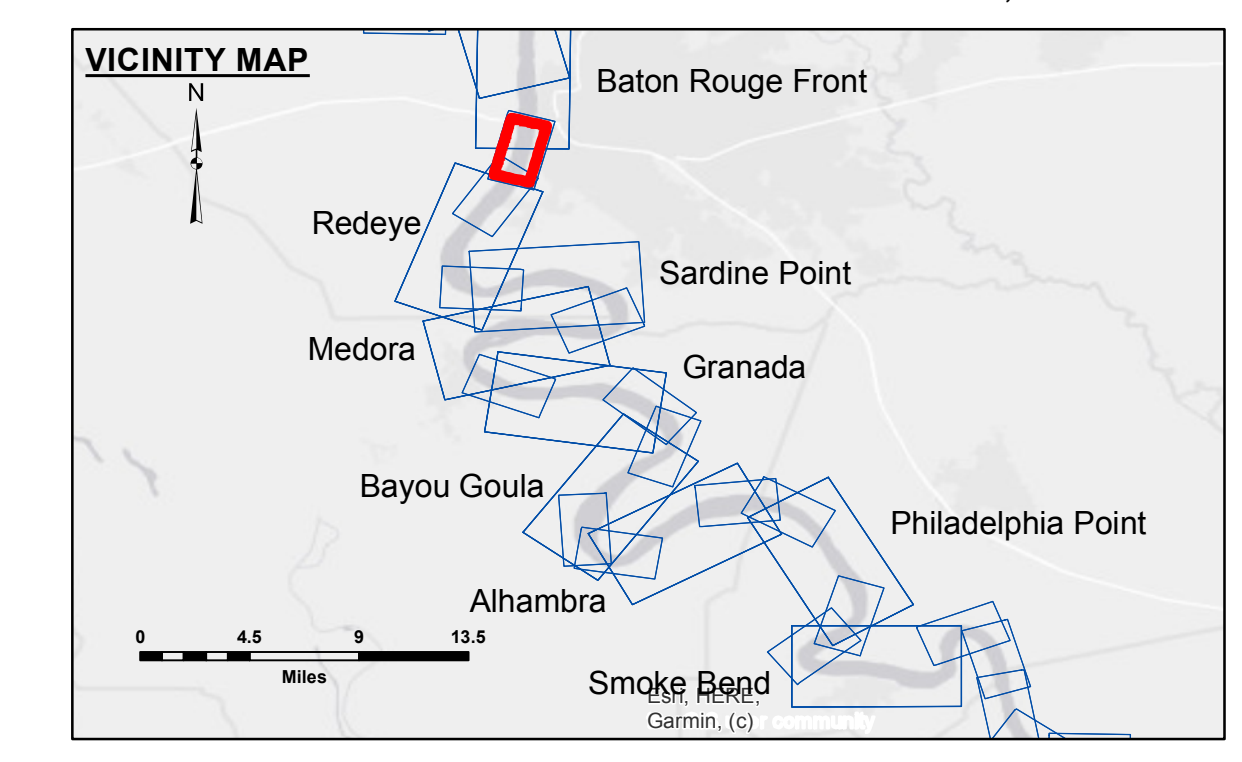 VICINITY MAP
N
Baton Rouge Front
Redeye
Sardine Point
Medora
Granada
Bayou Goula
Philadelphia Point
Alhambra
0 4.5 9 13.5
Miles
Smoke Bend
Esri, HERE,
Garmin, (c) community